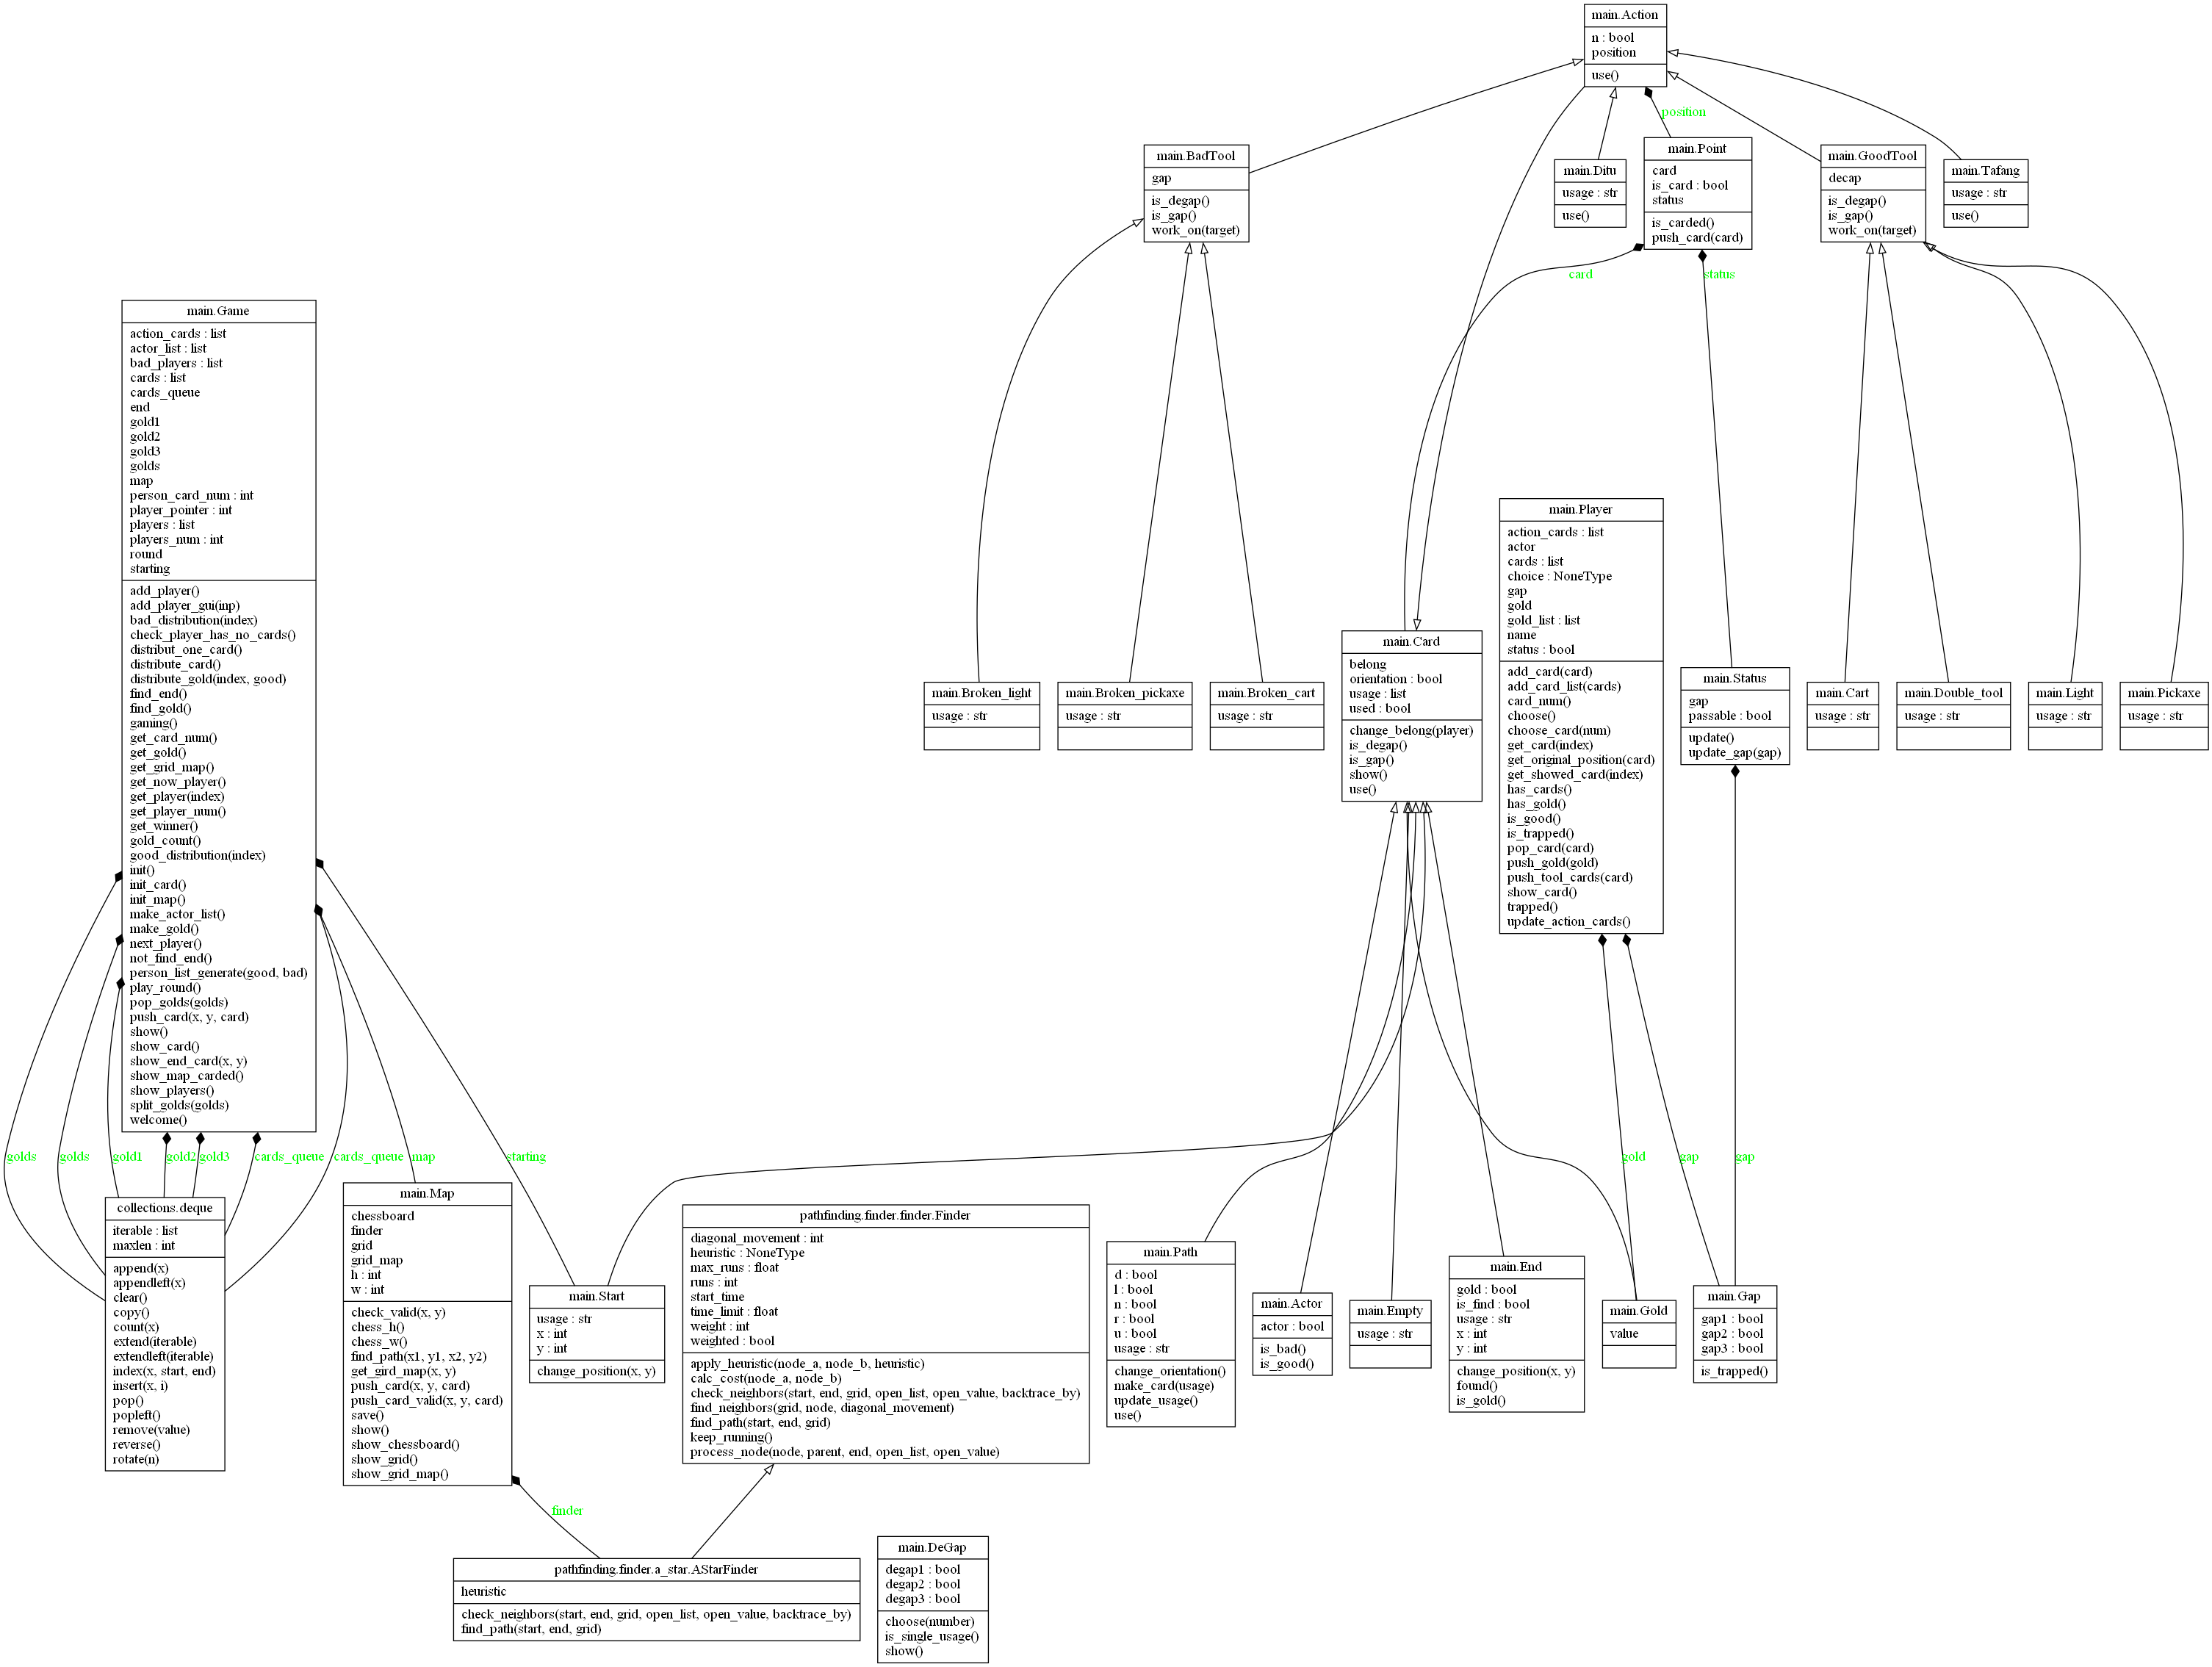 main.Action
n : bool
position
use()
position
main.BadTool
gap
is_degap()
is_gap()
work_on(target)
main.Ditu
usage : str
use()
main.Point
card
is_card : bool
status
is_carded()
push_card(card)
main.GoodTool
decap
is_degap()
is_gap()
work_on(target)
main.Tafang
usage : str
use()
card
status
main.Game
action_cards : list
actor_list : list
bad_players : list
cards : list
cards_queue
end
gold1
gold2
gold3
golds
map
person_card_num : int
player_pointer : int
players : list
players_num : int
round
starting
add_player()
add_player_gui(inp)
bad_distribution(index)
check_player_has_no_cards()
distribut_one_card()
distribute_card()
distribute_gold(index, good)
find_end()
find_gold()
gaming()
get_card_num()
get_gold()
get_grid_map()
get_now_player()
get_player(index)
get_player_num()
get_winner()
gold_count()
good_distribution(index)
init()
init_card()
init_map()
make_actor_list()
make_gold()
next_player()
not_find_end()
person_list_generate(good, bad)
play_round()
pop_golds(golds)
push_card(x, y, card)
show()
show_card()
show_end_card(x, y)
show_map_carded()
show_players()
split_golds(golds)
welcome()
main.Broken_light
usage : str
main.Broken_pickaxe
usage : str
main.Broken_cart
usage : str
main.Card
belong
orientation : bool
usage : list
used : bool
change_belong(player)
is_degap()
is_gap()
show()
use()
main.Player
action_cards : list
actor
cards : list
choice : NoneType
gap
gold
gold_list : list
name
status : bool
add_card(card)
add_card_list(cards)
card_num()
choose()
choose_card(num)
get_card(index)
get_original_position(card)
get_showed_card(index)
has_cards()
has_gold()
is_good()
is_trapped()
pop_card(card)
push_gold(gold)
push_tool_cards(card)
show_card()
trapped()
update_action_cards()
main.Status
gap
passable : bool
update()
update_gap(gap)
main.Cart
usage : str
main.Double_tool
usage : str
main.Light
usage : str
main.Pickaxe
usage : str
golds
golds
gold1
gold2
gold3
cards_queue
cards_queue
map
starting
gold
gap
gap
collections.deque
iterable : list
maxlen : int
append(x)
appendleft(x)
clear()
copy()
count(x)
extend(iterable)
extendleft(iterable)
index(x, start, end)
insert(x, i)
pop()
popleft()
remove(value)
reverse()
rotate(n)
main.Map
chessboard
finder
grid
grid_map
h : int
w : int
check_valid(x, y)
chess_h()
chess_w()
find_path(x1, y1, x2, y2)
get_gird_map(x, y)
push_card(x, y, card)
push_card_valid(x, y, card)
save()
show()
show_chessboard()
show_grid()
show_grid_map()
main.Start
usage : str
x : int
y : int
change_position(x, y)
pathfinding.finder.finder.Finder
diagonal_movement : int
heuristic : NoneType
max_runs : float
runs : int
start_time
time_limit : float
weight : int
weighted : bool
apply_heuristic(node_a, node_b, heuristic)
calc_cost(node_a, node_b)
check_neighbors(start, end, grid, open_list, open_value, backtrace_by)
find_neighbors(grid, node, diagonal_movement)
find_path(start, end, grid)
keep_running()
process_node(node, parent, end, open_list, open_value)
main.Path
d : bool
l : bool
n : bool
r : bool
u : bool
usage : str
change_orientation()
make_card(usage)
update_usage()
use()
main.Actor
actor : bool
is_bad()
is_good()
main.Empty
usage : str
main.End
gold : bool
is_find : bool
usage : str
x : int
y : int
change_position(x, y)
found()
is_gold()
main.Gold
value
main.Gap
gap1 : bool
gap2 : bool
gap3 : bool
is_trapped()
finder
pathfinding.finder.a_star.AStarFinder
heuristic
check_neighbors(start, end, grid, open_list, open_value, backtrace_by)
find_path(start, end, grid)
main.DeGap
degap1 : bool
degap2 : bool
degap3 : bool
choose(number)
is_single_usage()
show()